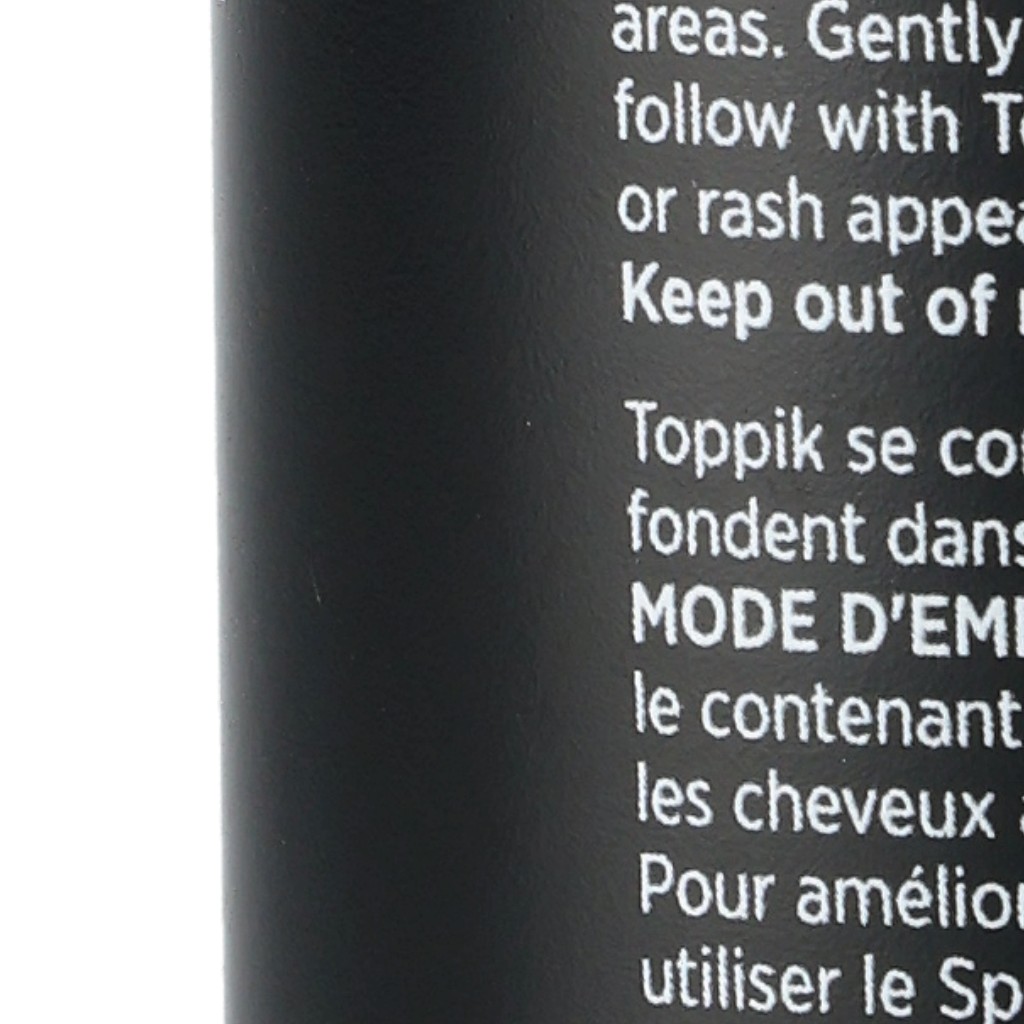 areas. Gently
follow with
or rash
Keep out of
Toppik se
fondent dans
MODE
le contenant
les cheveux
Pour
utiliser le